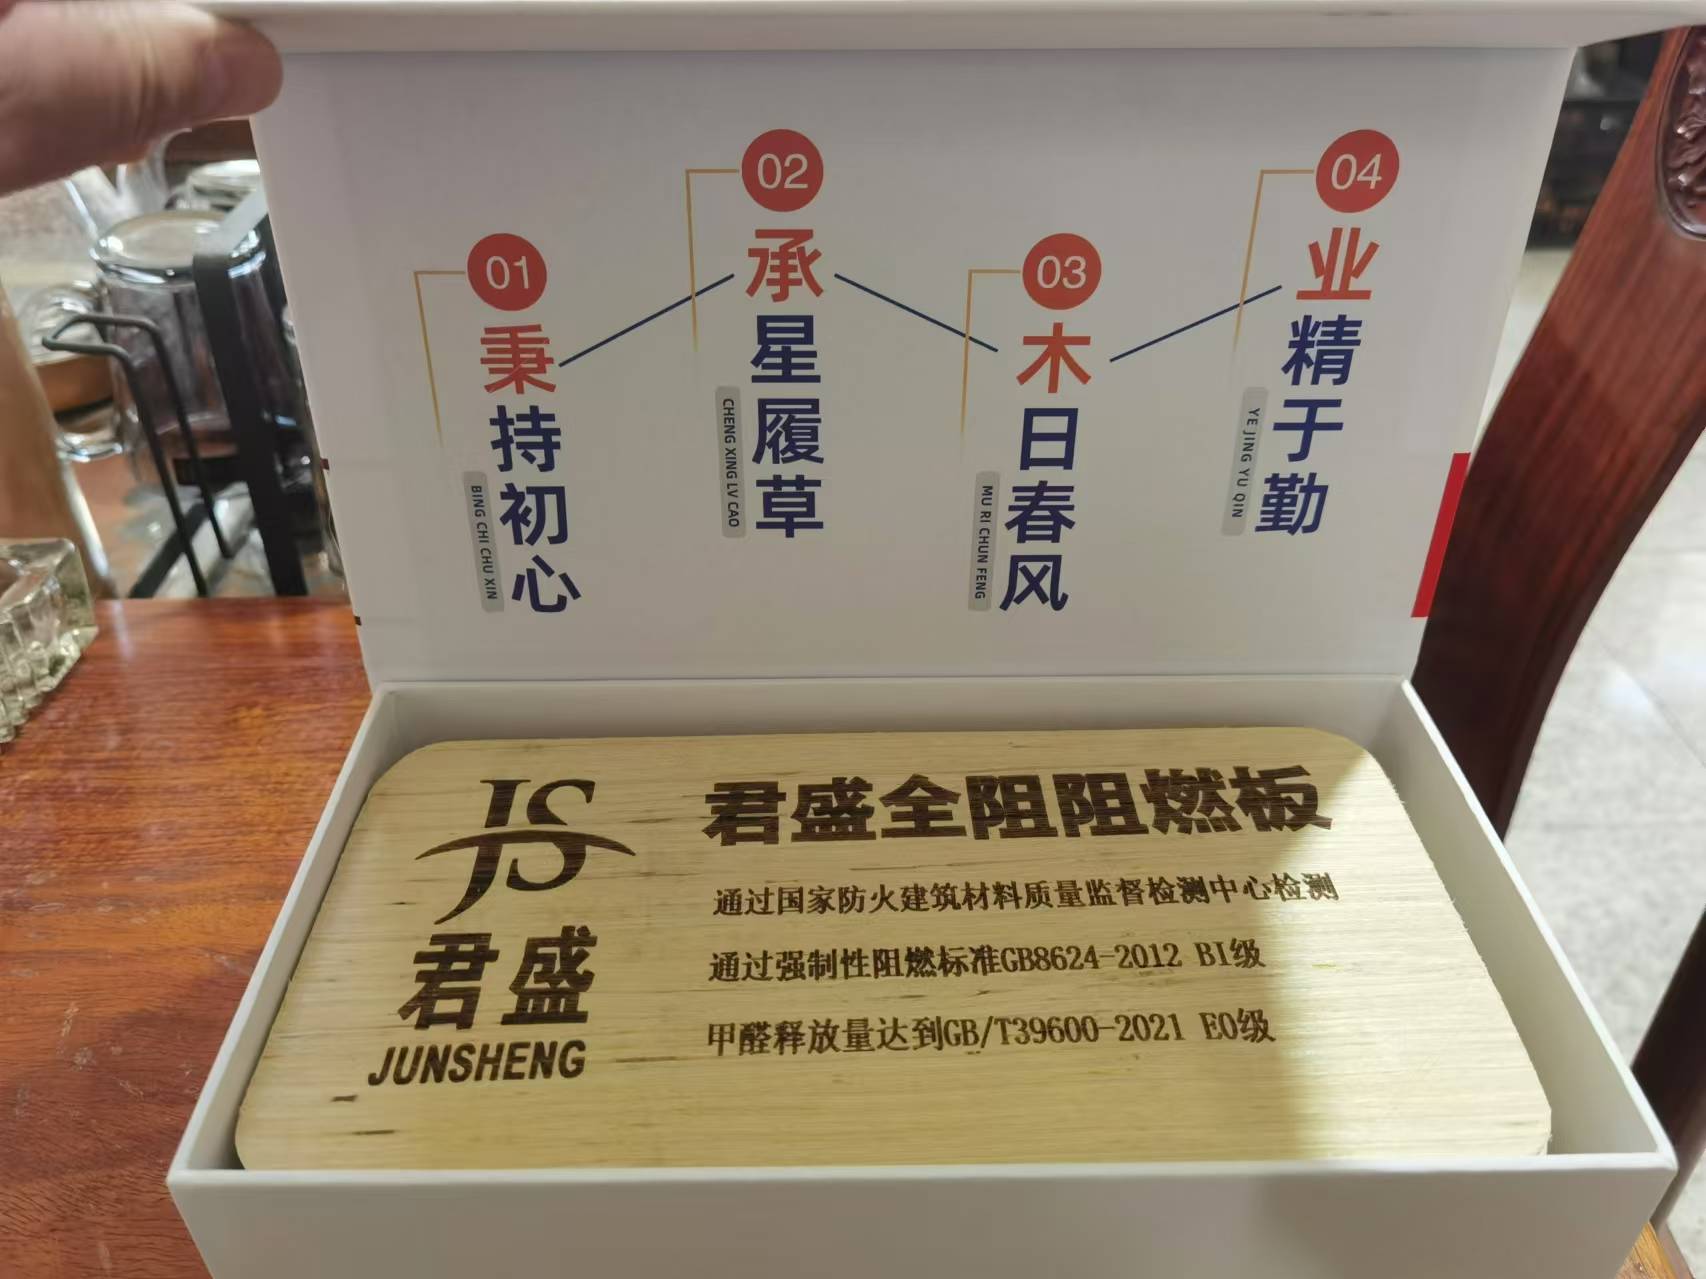 01
秉持初心
BING CHI CHU XIN
02
承星履草
CHENG XING LV CAO
03
木日春风
MU RI CHUN FENG
04
业精于勤
YE JING YU QIN
JS
君盛
JUNSHENG
君盛全阻阻燃板
通过国家防火建筑材料质量监督检测中心检测
通过强制性阻燃标准GB8624-2012 BI级
甲醛释放量达到GB/T39600-2021 E0级